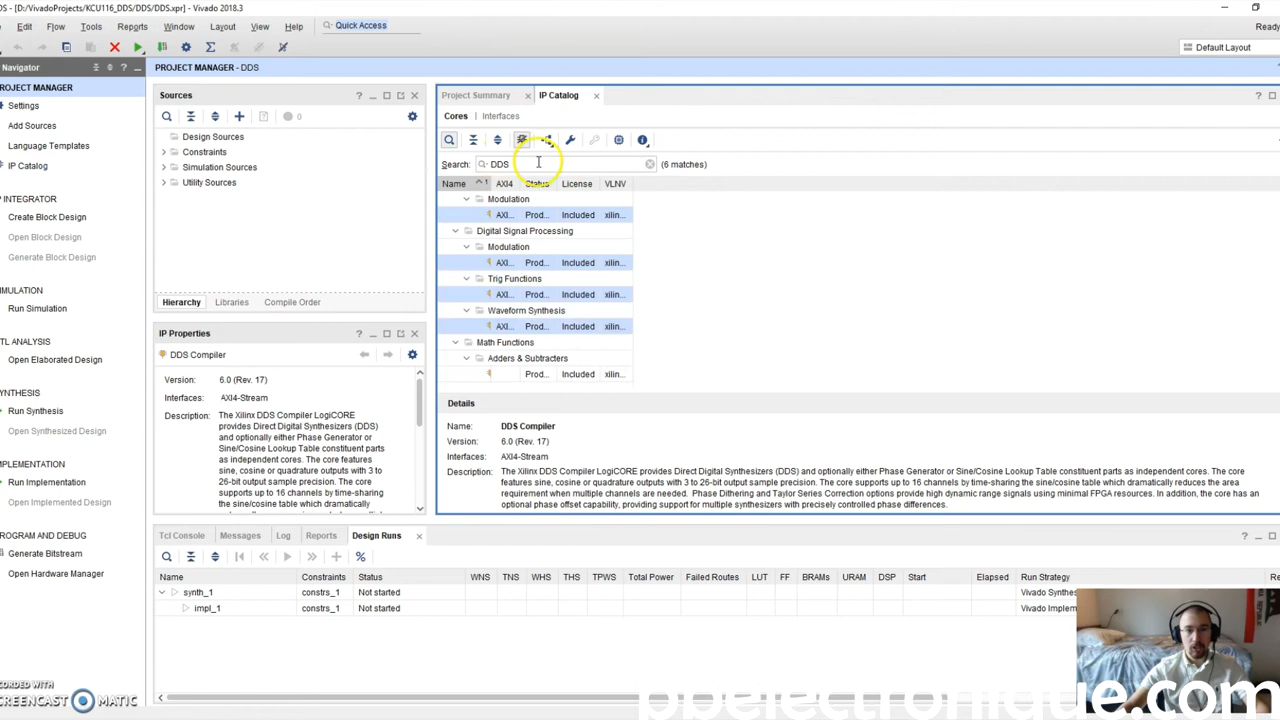 DS - [D:/VivadoProjects/KCU116_DDS/DDS/DDS.xpr] - Vivado 2018.3
Edit Flow Tools Reports Window Layout View Help Quick Access
Ready
Default Layout
Navigator
PROJECT MANAGER - DDS
ROJECT MANAGER
Settings
Add Sources
Language Templates
IP Catalog
P INTEGRATOR
Create Block Design
Open Block Design
Generate Block Design
IMULATION
Run Simulation
TL ANALYSIS
Open Elaborated Design
YNTHESIS
Run Synthesis
Open Synthesized Design
MPLEMENTATION
Run Implementation
Open Implemented Design
ROGRAM AND DEBUG
Generate Bitstream
Open Hardware Manager
Sources
0
Design Sources
Constraints
Simulation Sources
Utility Sources
Hierarchy Libraries Compile Order
IP Properties
DDS Compiler
Version: 6.0 (Rev. 17)
Interfaces: AXI4-Stream
Description: The Xilinx DDS Compiler LogiCORE
provides Direct Digital Synthesizers (DDS)
and optionally either Phase Generator or
Sine/Cosine Lookup Table constituent parts
as independent cores. The core features
sine, cosine or quadrature outputs with 3 to
26-bit output sample precision. The core
supports up to 16 channels by time-sharing
the sine/cosine table which dramatically
Project Summary IP Catalog
Cores Interfaces
Search: DDS (6 matches)
Name 1 AXI4 Status License VLNV
Modulation
AXI... Prod... Included xilin...
Digital Signal Processing
Modulation
AXI... Prod... Included xilin...
Trig Functions
AXI... Prod... Included xilin...
Waveform Synthesis
AXI... Prod... Included xilin...
Math Functions
Adders & Subtracters
Prod... Included xilin...
Details
Name: DDS Compiler
Version: 6.0 (Rev. 17)
Interfaces: AXI4-Stream
Description: The Xilinx DDS Compiler LogiCORE provides Direct Digital Synthesizers (DDS) and optionally either Phase Generator or Sine/Cosine Lookup Table constituent parts as independent cores. The core
features sine, cosine or quadrature outputs with 3 to 26-bit output sample precision. The core supports up to 16 channels by time-sharing the sine/cosine table which dramatically reduces the area
requirement when multiple channels are needed. Phase Dithering and Taylor Series Correction options provide high dynamic range signals using minimal FPGA resources. In addition, the core has an
optional phase offset capability, providing support for multiple synthesizers with precisely controlled phase differences.
Tcl Console Messages Log Reports Design Runs
Name Constraints Status WNS TNS WHS THS TPWS Total Power Failed Routes LUT FF BRAMs URAM DSP Start Elapsed Run Strategy Re
synth_1 constrs_1 Not started Vivado Synthes
impl_1 constrs_1 Not started Vivado Impleme
CORDED WITH
CREENCAST MATIC
ppelectronique.com